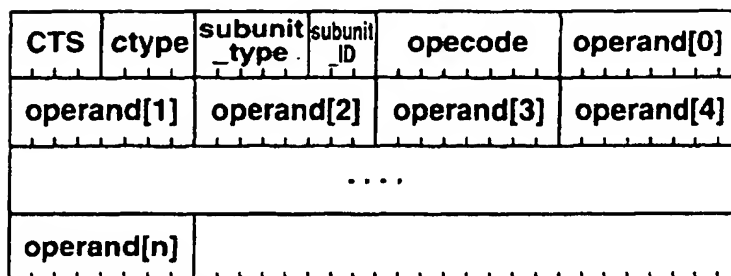 CTS ctype subunit_type subunit_ID opecode operand[0]
operand[1] operand[2] operand[3] operand[4]
....
operand[n]